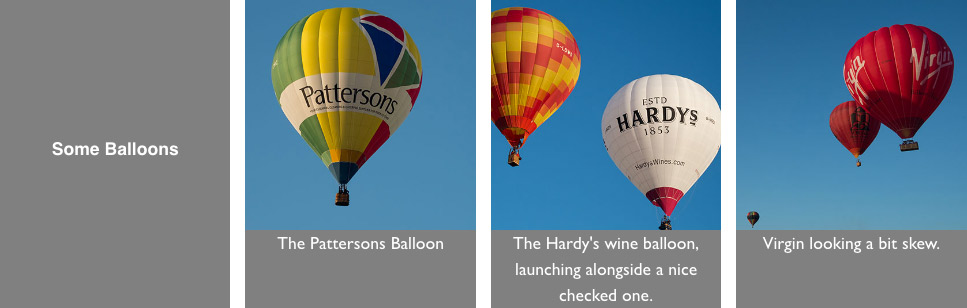 Some Balloons
Pattersons
The Pattersons Balloon
ESTD
HARDYS
1853
HardysWines.com
The Hardy's wine balloon,
launching alongside a nice
checked one.
Virgin
Virgin looking a bit skew.